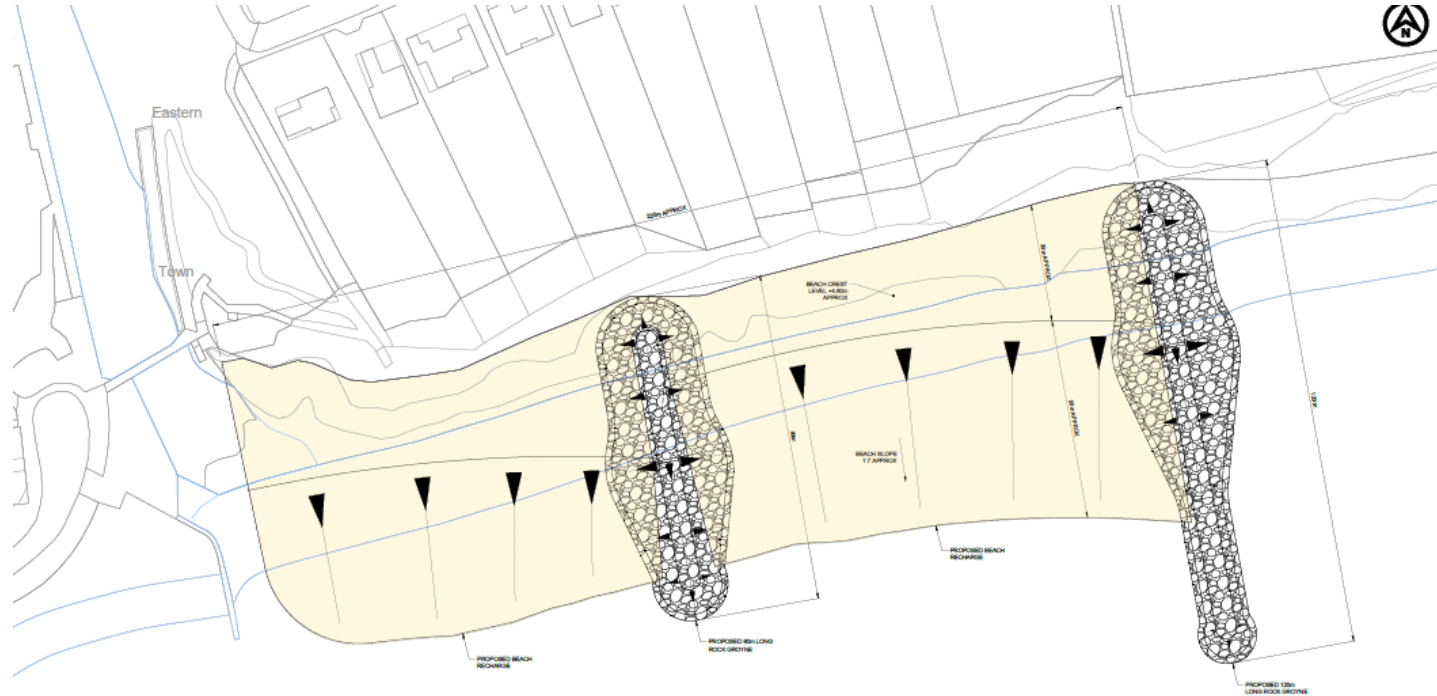 N
Eastern
Town
220m APPROX
BEACH CREST
LEVEL +4.60m
APPROX
BEACH SLOPE
1:7 APPROX
PROPOSED BEACH
RECHARGE
PROPOSED BEACH
RECHARGE
PROPOSED 80m LONG
ROCK GROYNE
PROPOSED 120m
LONG ROCK GROYNE